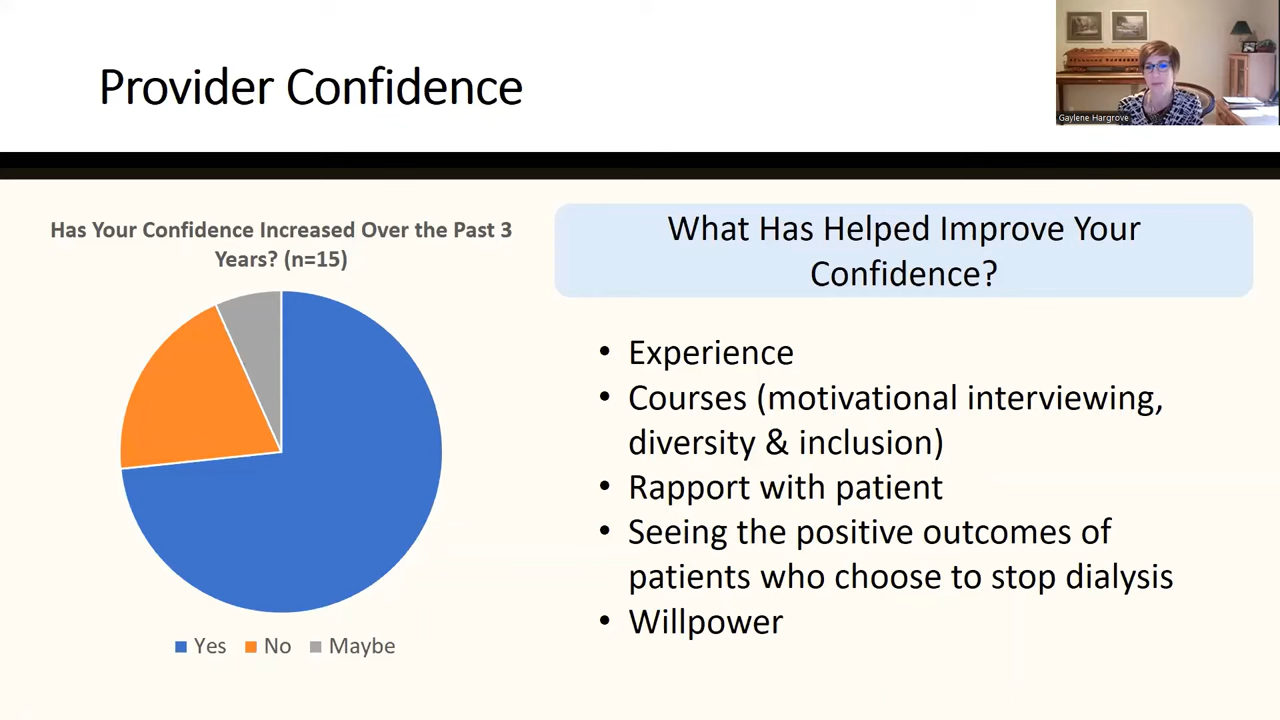 Provider Confidence
Gaylene Hargrove
Has Your Confidence Increased Over the Past 3
Years? (n=15)
Yes No Maybe
What Has Helped Improve Your
Confidence?
• Experience
• Courses (motivational interviewing,
diversity & inclusion)
• Rapport with patient
• Seeing the positive outcomes of
patients who choose to stop dialysis
• Willpower